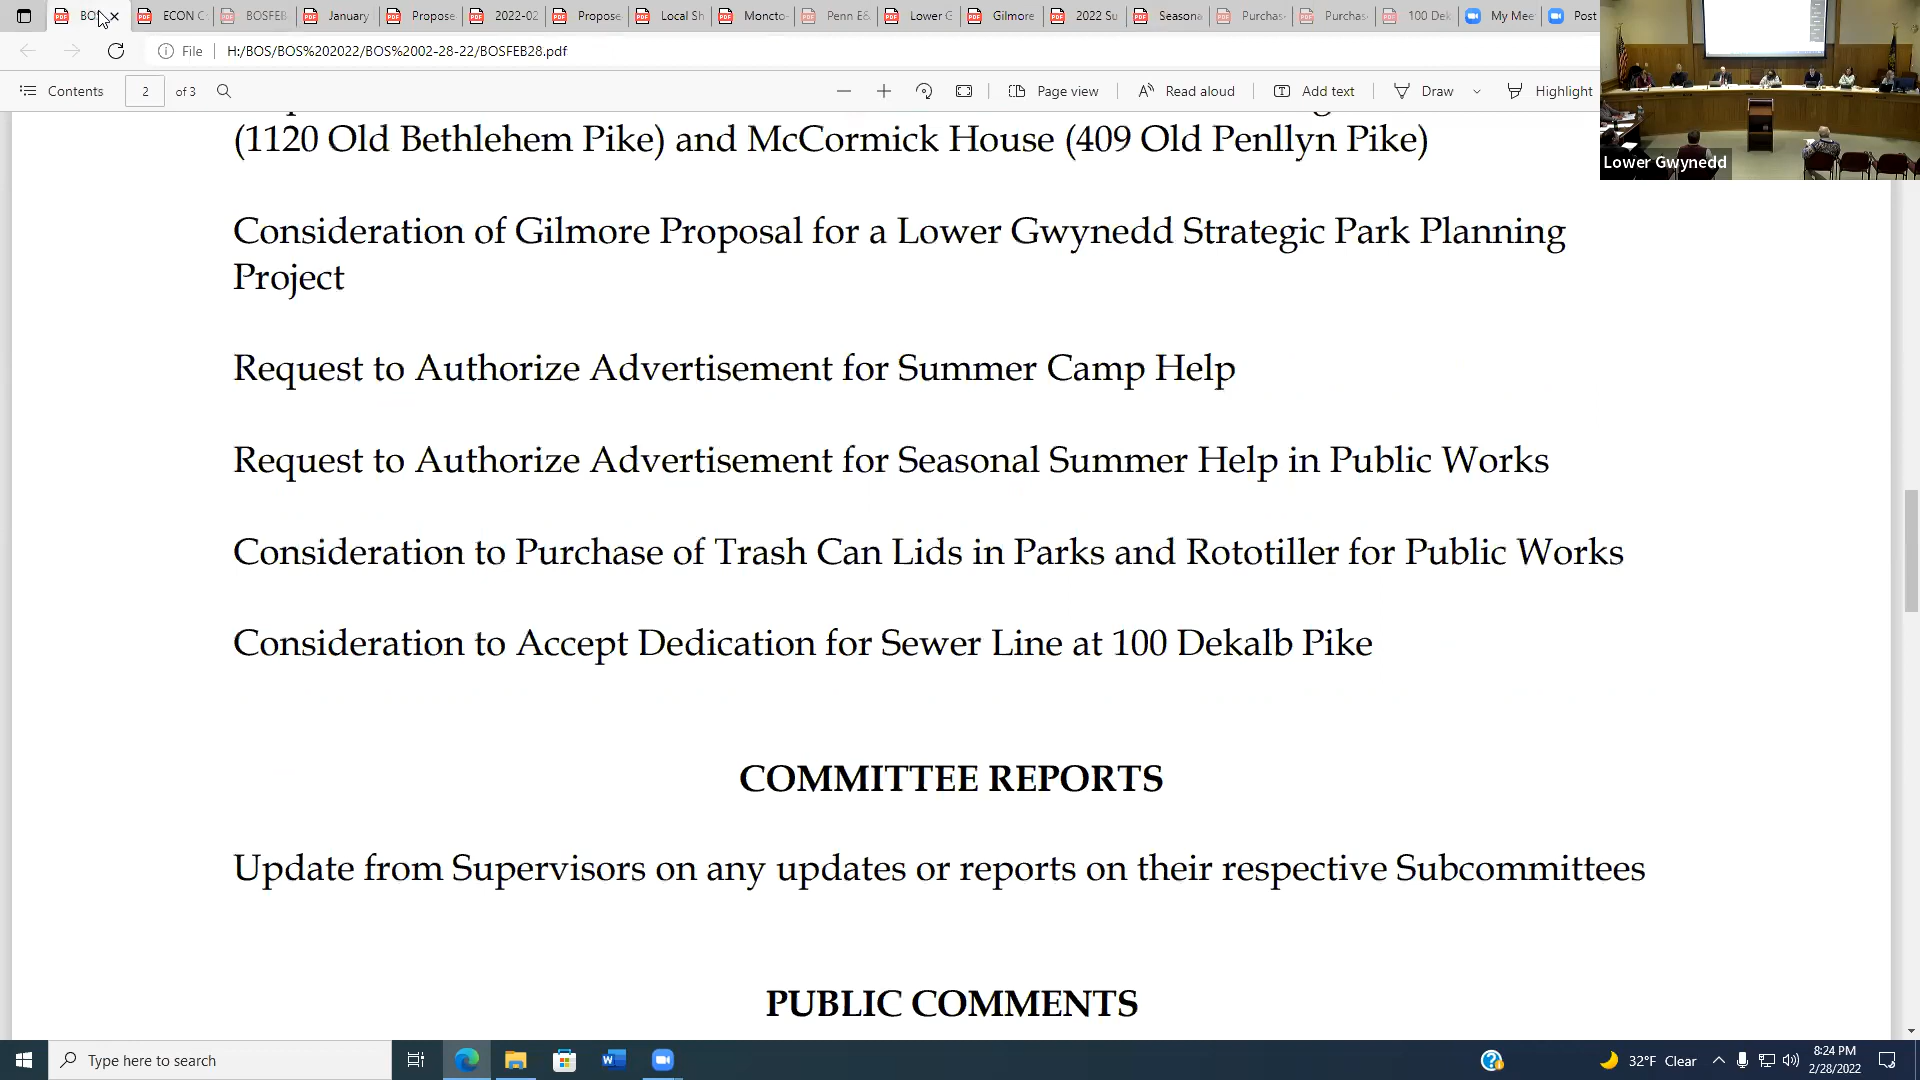 BOS
ECON C
BOSFEB
January
Propose
2022-02
Propose
Local Sh
Moncto
Penn E&
Lower G
Gilmore
2022 Su
Seasona
Purchas
Purchas
100 Dek
My Mee
Post
File
H:/BOS/BOS%202022/BOS%2002-28-22/BOSFEB28.pdf
Contents
2
of 3
Page view
Read aloud
Add text
Draw
Highlight
Lower Gwynedd
(1120 Old Bethlehem Pike) and McCormick House (409 Old Penllyn Pike)
Consideration of Gilmore Proposal for a Lower Gwynedd Strategic Park Planning
Project
Request to Authorize Advertisement for Summer Camp Help
Request to Authorize Advertisement for Seasonal Summer Help in Public Works
Consideration to Purchase of Trash Can Lids in Parks and Rototiller for Public Works
Consideration to Accept Dedication for Sewer Line at 100 Dekalb Pike
COMMITTEE REPORTS
Update from Supervisors on any updates or reports on their respective Subcommittees
PUBLIC COMMENTS
Type here to search
32°F Clear
8:24 PM
2/28/2022